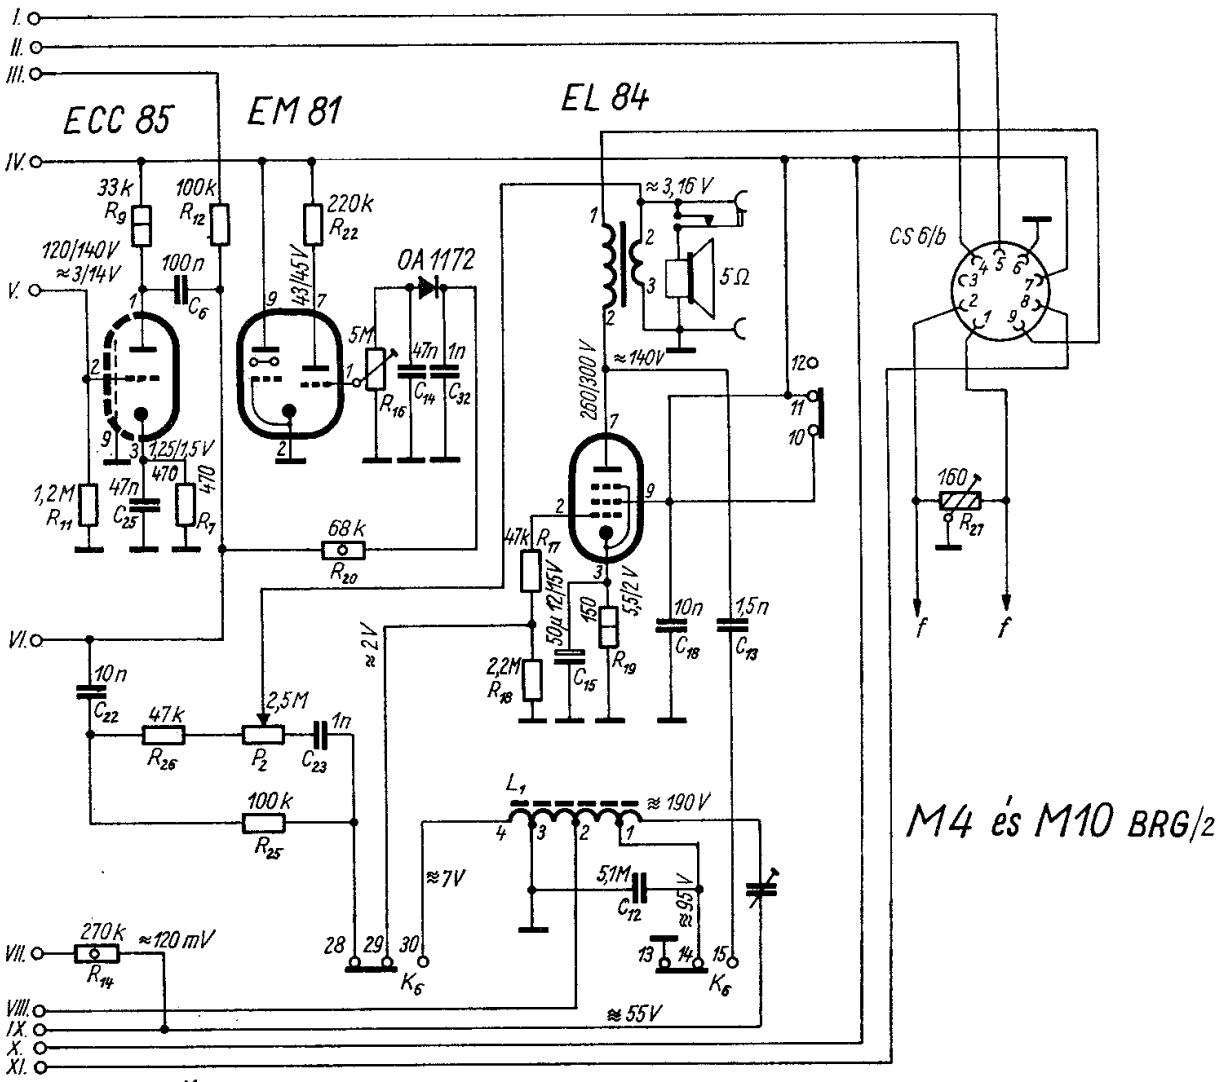 I.
II.
III.
ECC 85
EM 81
EL 84
IV.
33k
R9
100k
R12
220k
R22
≈3,16V
1
2
3
2
5Ω
CS 6/b
4
5
6
3
7
2
8
1
9
120/140V
≈3/14V
100n
C6
43/45V
OA1172
V.
1
9
7
2
9
3
5M
1
R16
47n
C14
1n
C32
2
260/300V
≈140V
12
11
10
7
2
9
3
1,25/1,5V
1,2M
R11
47n
C25
470
470
R7
68k
R20
47k
R17
50µ 12/15V
150
5,5/2V
C15
R19
10n
C18
1,5n
C13
160
R27
f
f
VI.
≈2V
2,2M
R18
10n
C22
47k
R26
2,5M
P2
1n
C23
100k
R25
L1
≈190V
4
3
2
1
M4 és M10 BRG/2
≈7V
5,1M
C12
≈95V
VII.
270k
R14
≈120mV
28
29
30
K6
13
14
15
K6
VIII.
IX.
≈55V
X.
XI.